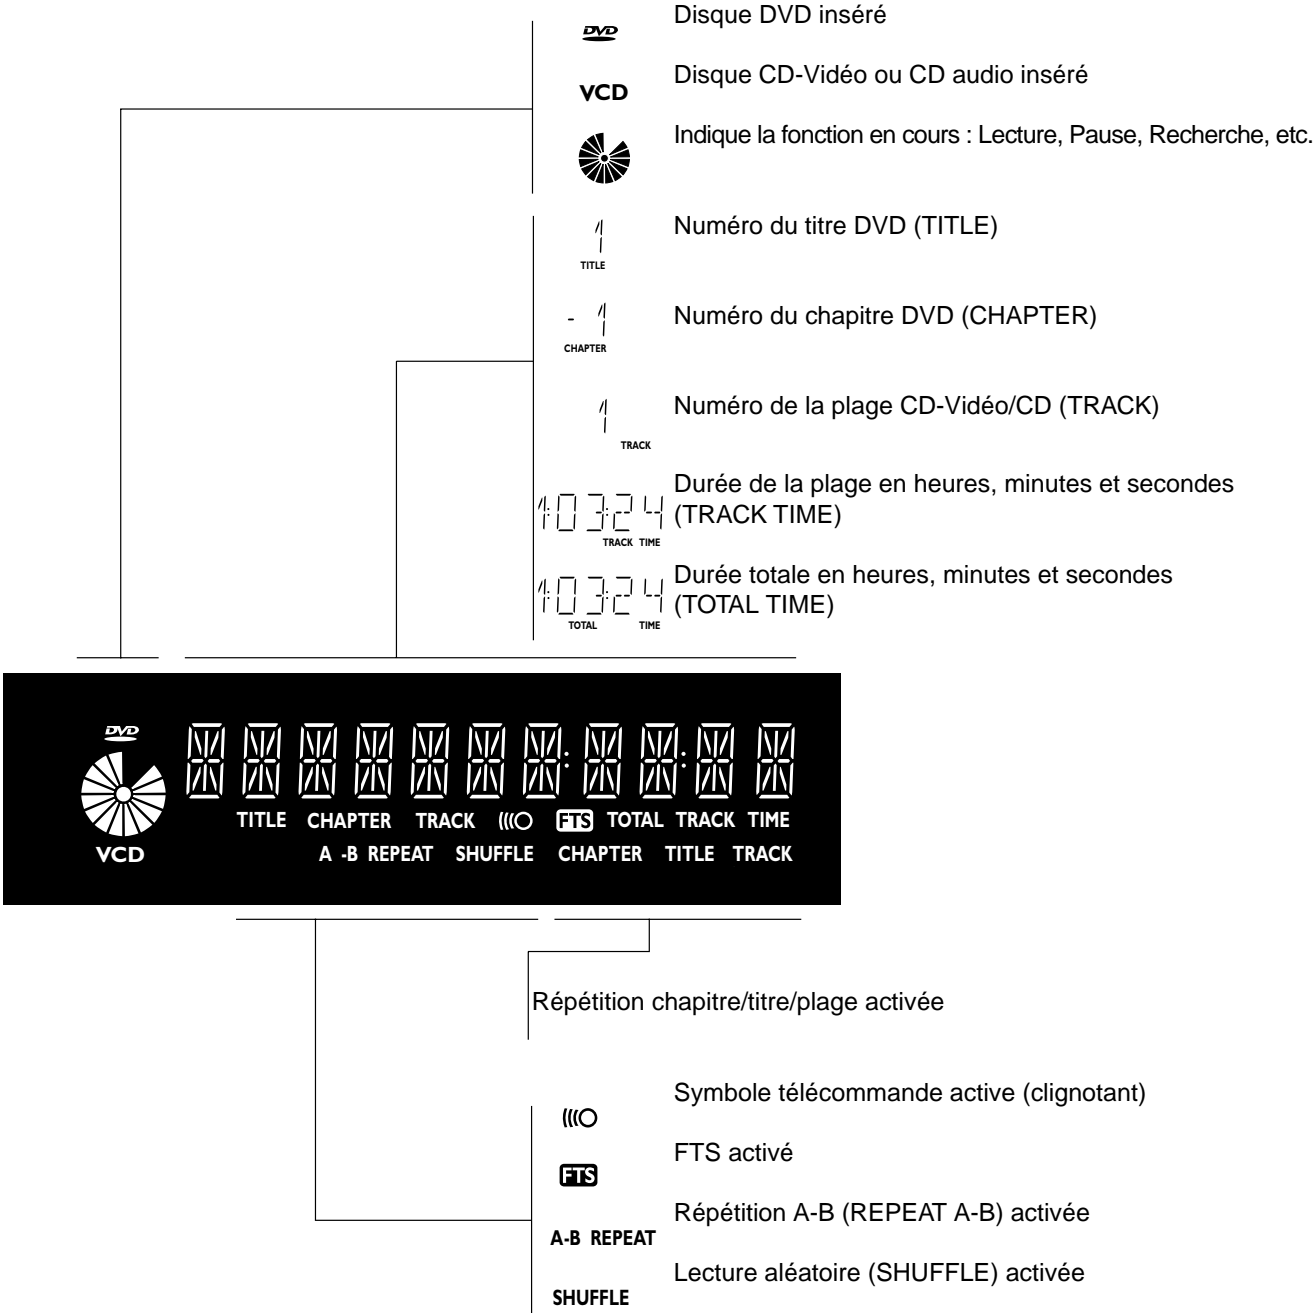 Disque DVD inséré
DVD
Disque CD-Vidéo ou CD audio inséré
VCD
Indique la fonction en cours : Lecture, Pause, Recherche, etc.
Numéro du titre DVD (TITLE)
1
TITLE
Numéro du chapitre DVD (CHAPTER)
- 1
CHAPTER
Numéro de la plage CD-Vidéo/CD (TRACK)
1
TRACK
Durée de la plage en heures, minutes et secondes
(TRACK TIME)
1:03:24
TRACK TIME
Durée totale en heures, minutes et secondes
(TOTAL TIME)
1:03:24
TOTAL TIME
DVD
TITLE CHAPTER TRACK FTS TOTAL TRACK TIME
VCD
A -B REPEAT SHUFFLE CHAPTER TITLE TRACK
Répétition chapitre/titre/plage activée
Symbole télécommande active (clignotant)
FTS activé
FTS
Répétition A-B (REPEAT A-B) activée
A-B REPEAT
Lecture aléatoire (SHUFFLE) activée
SHUFFLE